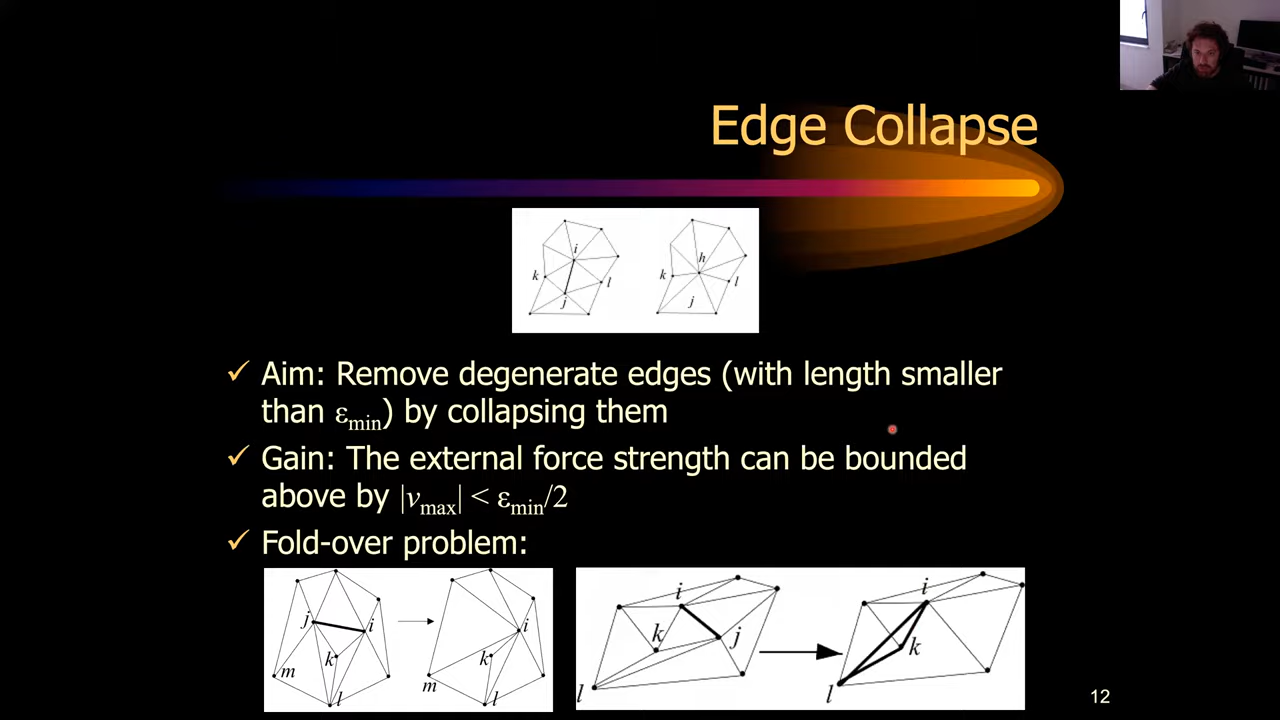 Edge Collapse
i
k
l
j
h
k
l
j
Aim: Remove degenerate edges (with length smaller
than εmin) by collapsing them
Gain: The external force strength can be bounded
above by |vmax| < εmin/2
Fold-over problem:
j
i
k
m
l
i
k
m
l
i
k
j
l
i
k
l
12